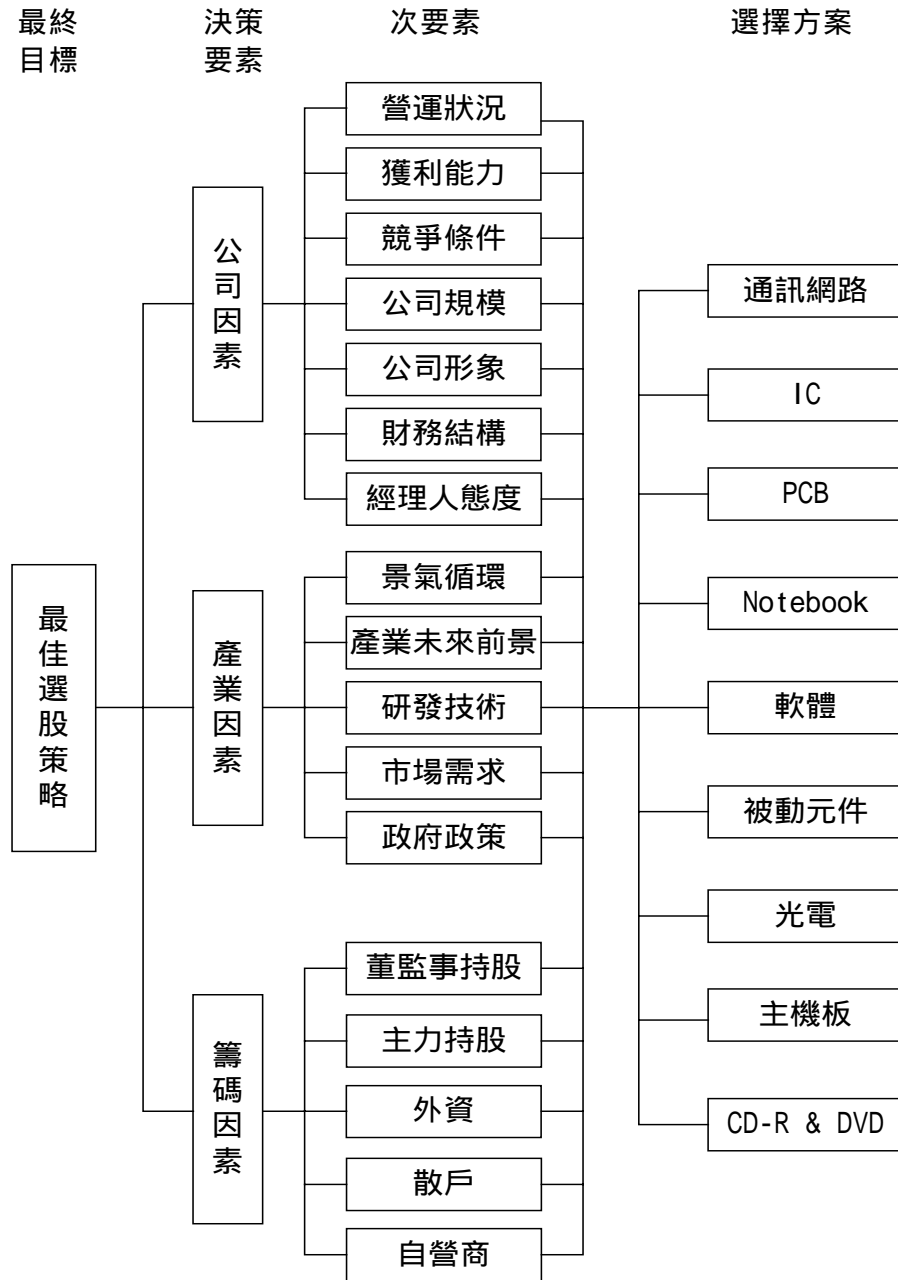 最終
目標
決策
要素
次要素
選擇方案
最佳選股策略
公司因素
產業因素
籌碼因素
營運狀況
獲利能力
競爭條件
公司規模
公司形象
財務結構
經理人態度
景氣循環
產業未來前景
研發技術
市場需求
政府政策
董監事持股
主力持股
外資
散戶
自營商
通訊網路
IC
PCB
Notebook
軟體
被動元件
光電
主機板
CD-R & DVD